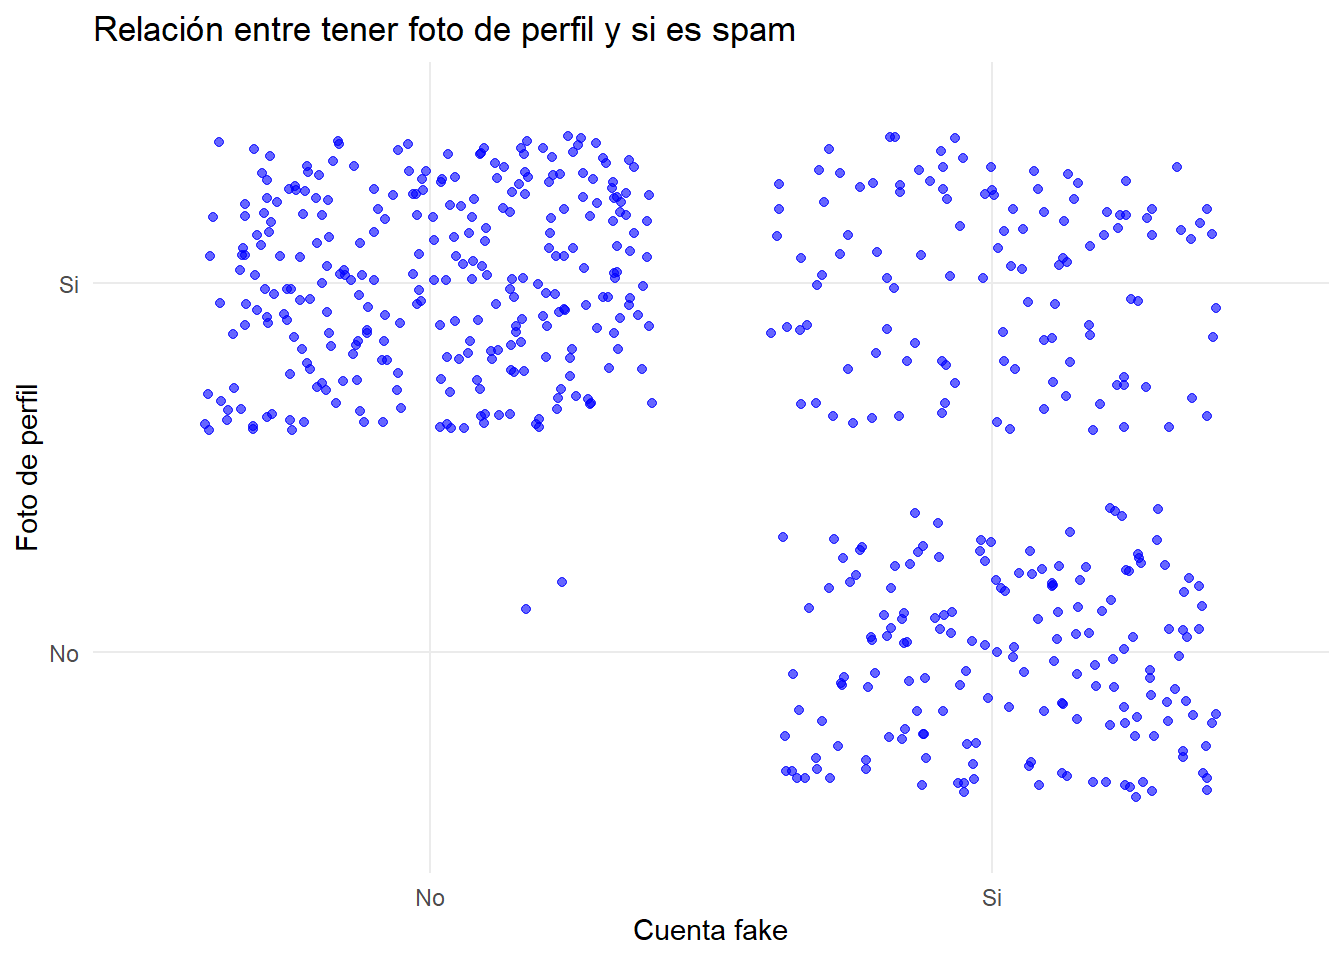 Relación entre tener foto de perfil y si es spam
Foto de perfil
Si
No
No
Si
Cuenta fake